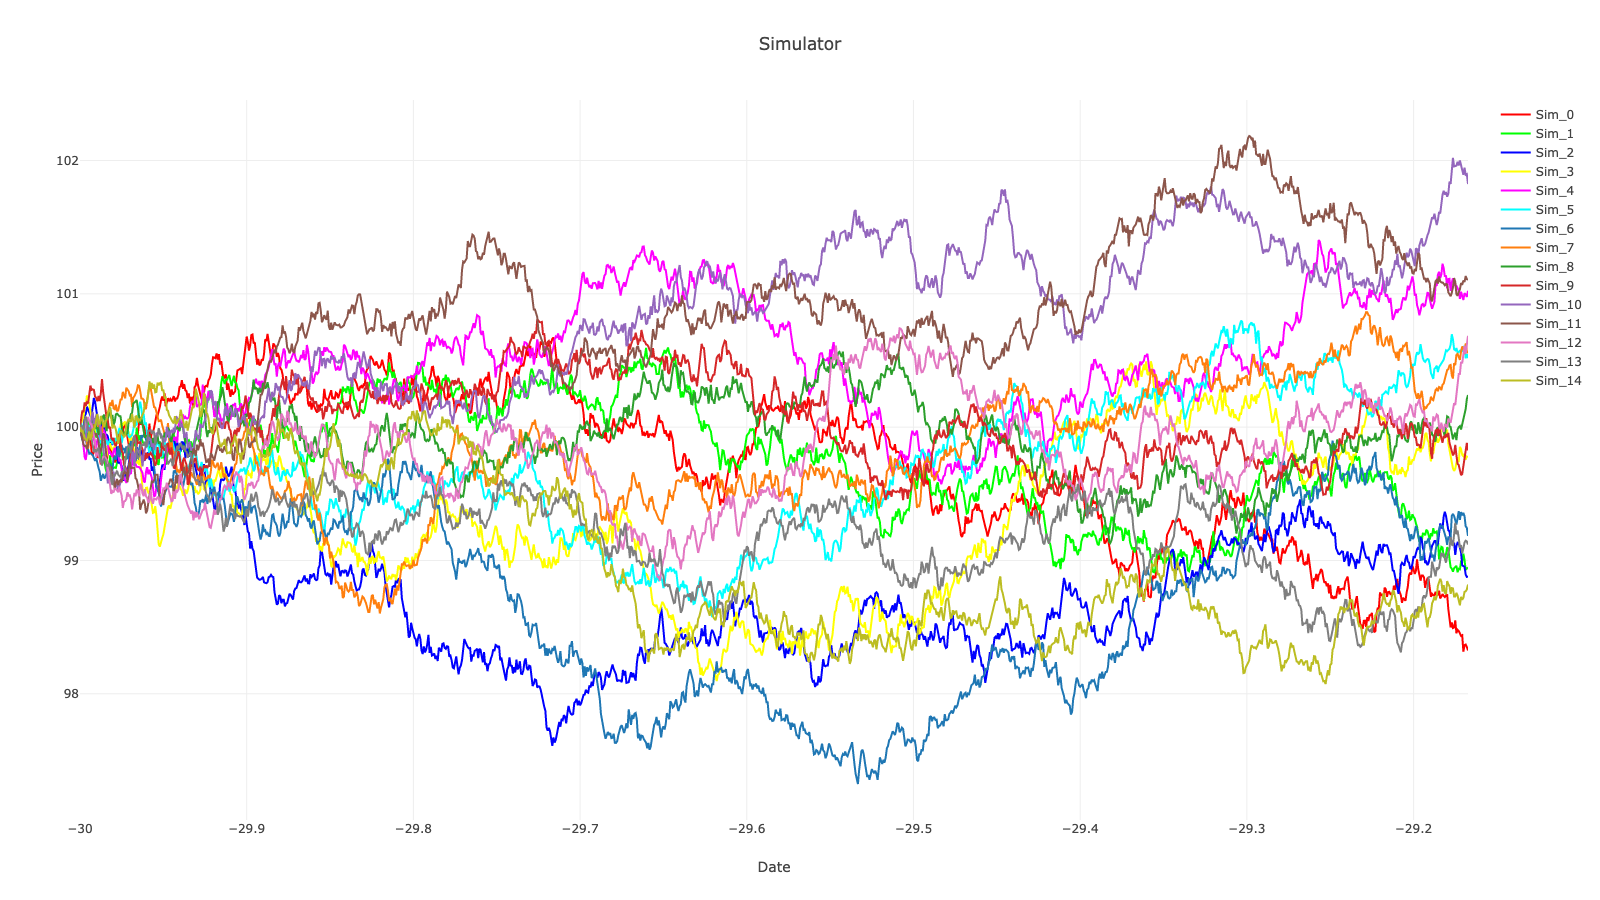 Simulator
102
101
100
99
98
Price
−30
−29.9
−29.8
−29.7
−29.6
−29.5
−29.4
−29.3
−29.2
Date
Sim_0
Sim_1
Sim_2
Sim_3
Sim_4
Sim_5
Sim_6
Sim_7
Sim_8
Sim_9
Sim_10
Sim_11
Sim_12
Sim_13
Sim_14